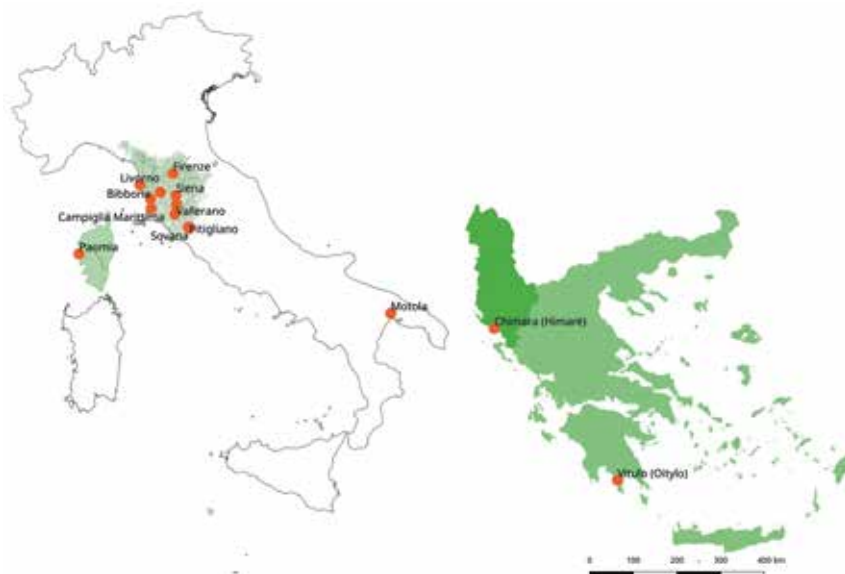 Firenze
Livorno
Siena
Bibbona
Vallerano
Campiglia Marittima
Pitigliano
Sovana
Paomia
Motola
Chimara (Himarë)
Vitulo (Oitylo)
0 100 200 300 400 km